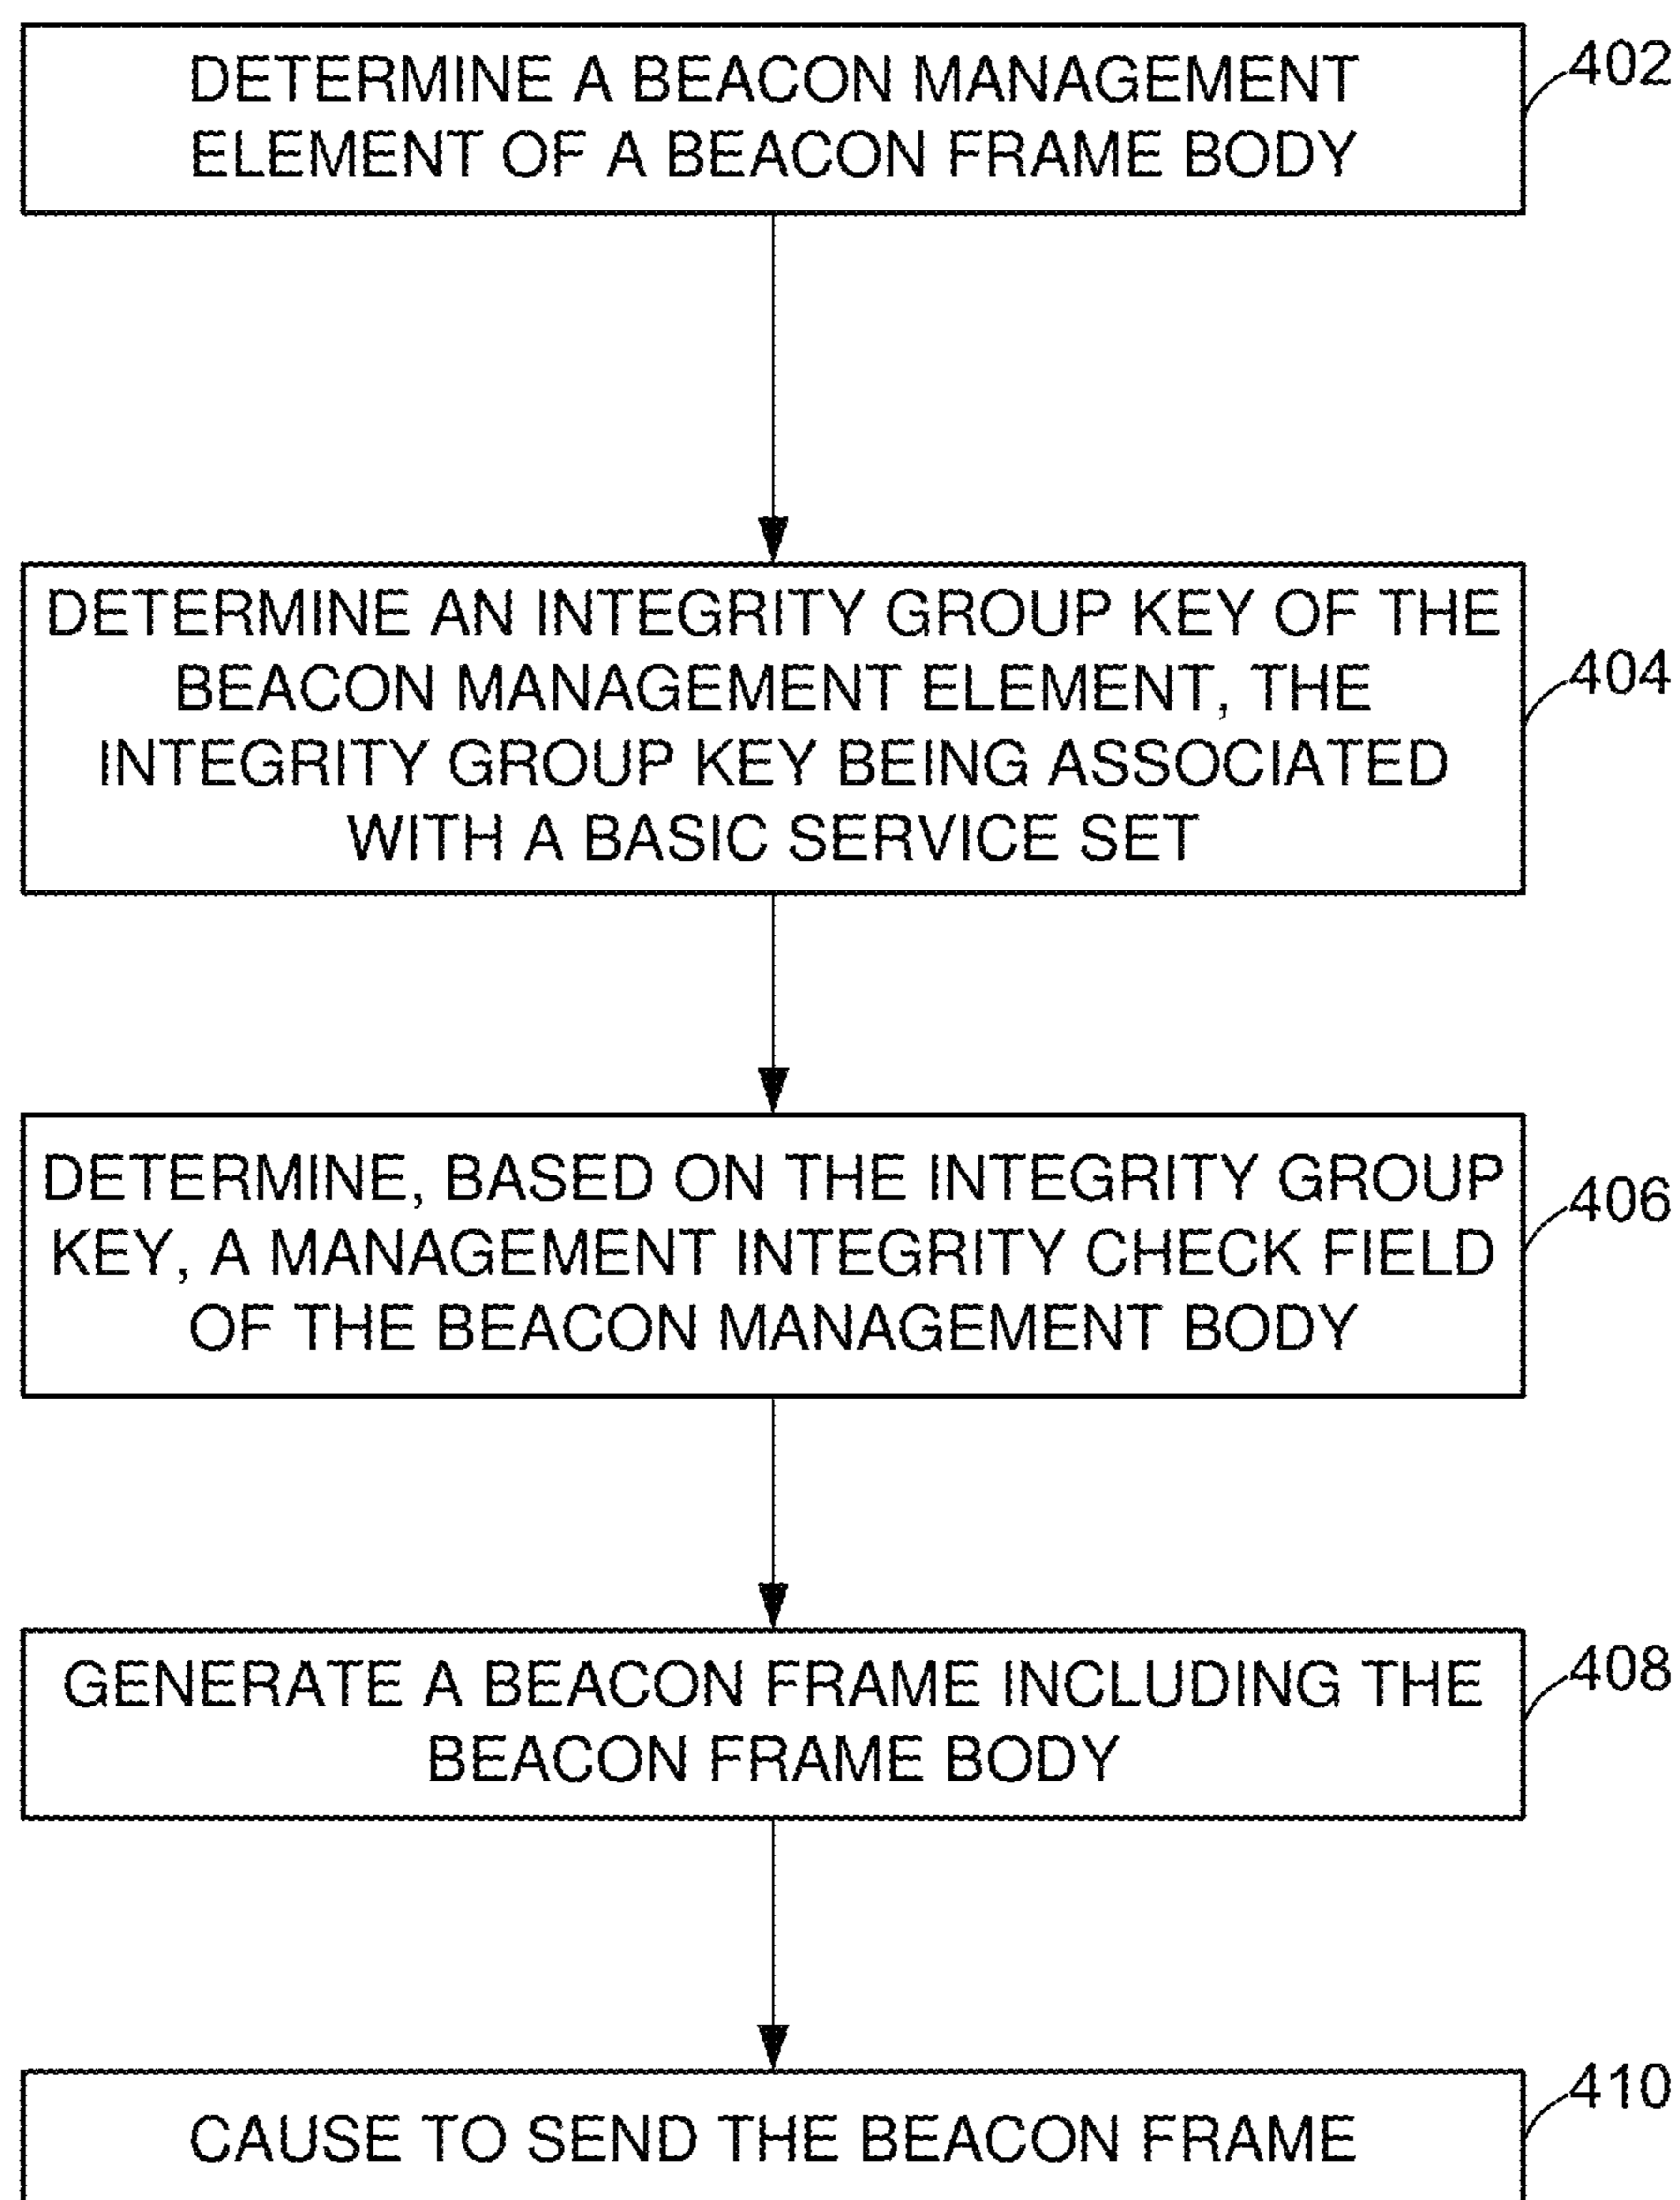 DETERMINE A BEACON MANAGEMENT
ELEMENT OF A BEACON FRAME BODY
402
DETERMINE AN INTEGRITY GROUP KEY OF THE
BEACON MANAGEMENT ELEMENT, THE
INTEGRITY GROUP KEY BEING ASSOCIATED
WITH A BASIC SERVICE SET
404
DETERMINE, BASED ON THE INTEGRITY GROUP
KEY, A MANAGEMENT INTEGRITY CHECK FIELD
OF THE BEACON MANAGEMENT BODY
406
GENERATE A BEACON FRAME INCLUDING THE
BEACON FRAME BODY
408
CAUSE TO SEND THE BEACON FRAME
410